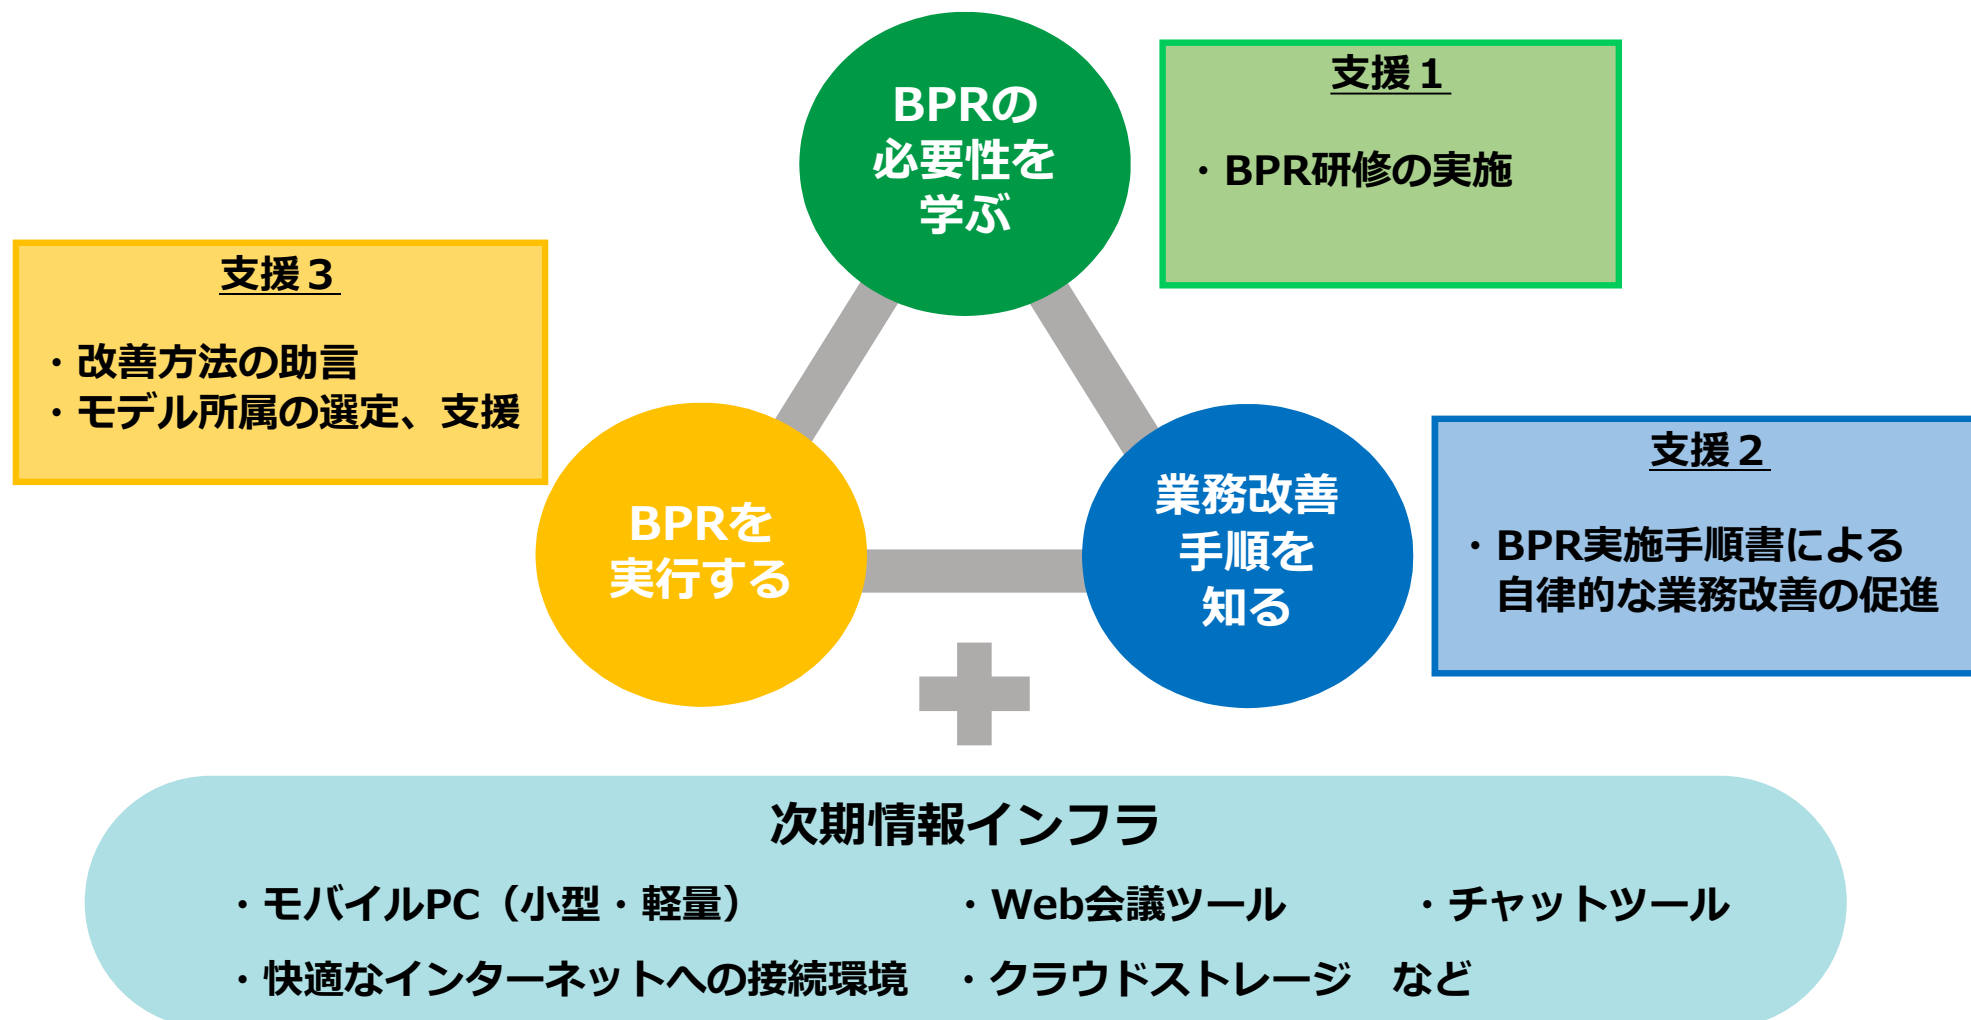 BPRの
必要性を
学ぶ
支援１
・BPR研修の実施
支援３
・改善方法の助言
・モデル所属の選定、支援
BPRを
実行する
業務改善
手順を
知る
支援２
・BPR実施手順書による
自律的な業務改善の促進
次期情報インフラ
・モバイルPC（小型・軽量）　・Web会議ツール　・チャットツール
・快適なインターネットへの接続環境　・クラウドストレージ　など